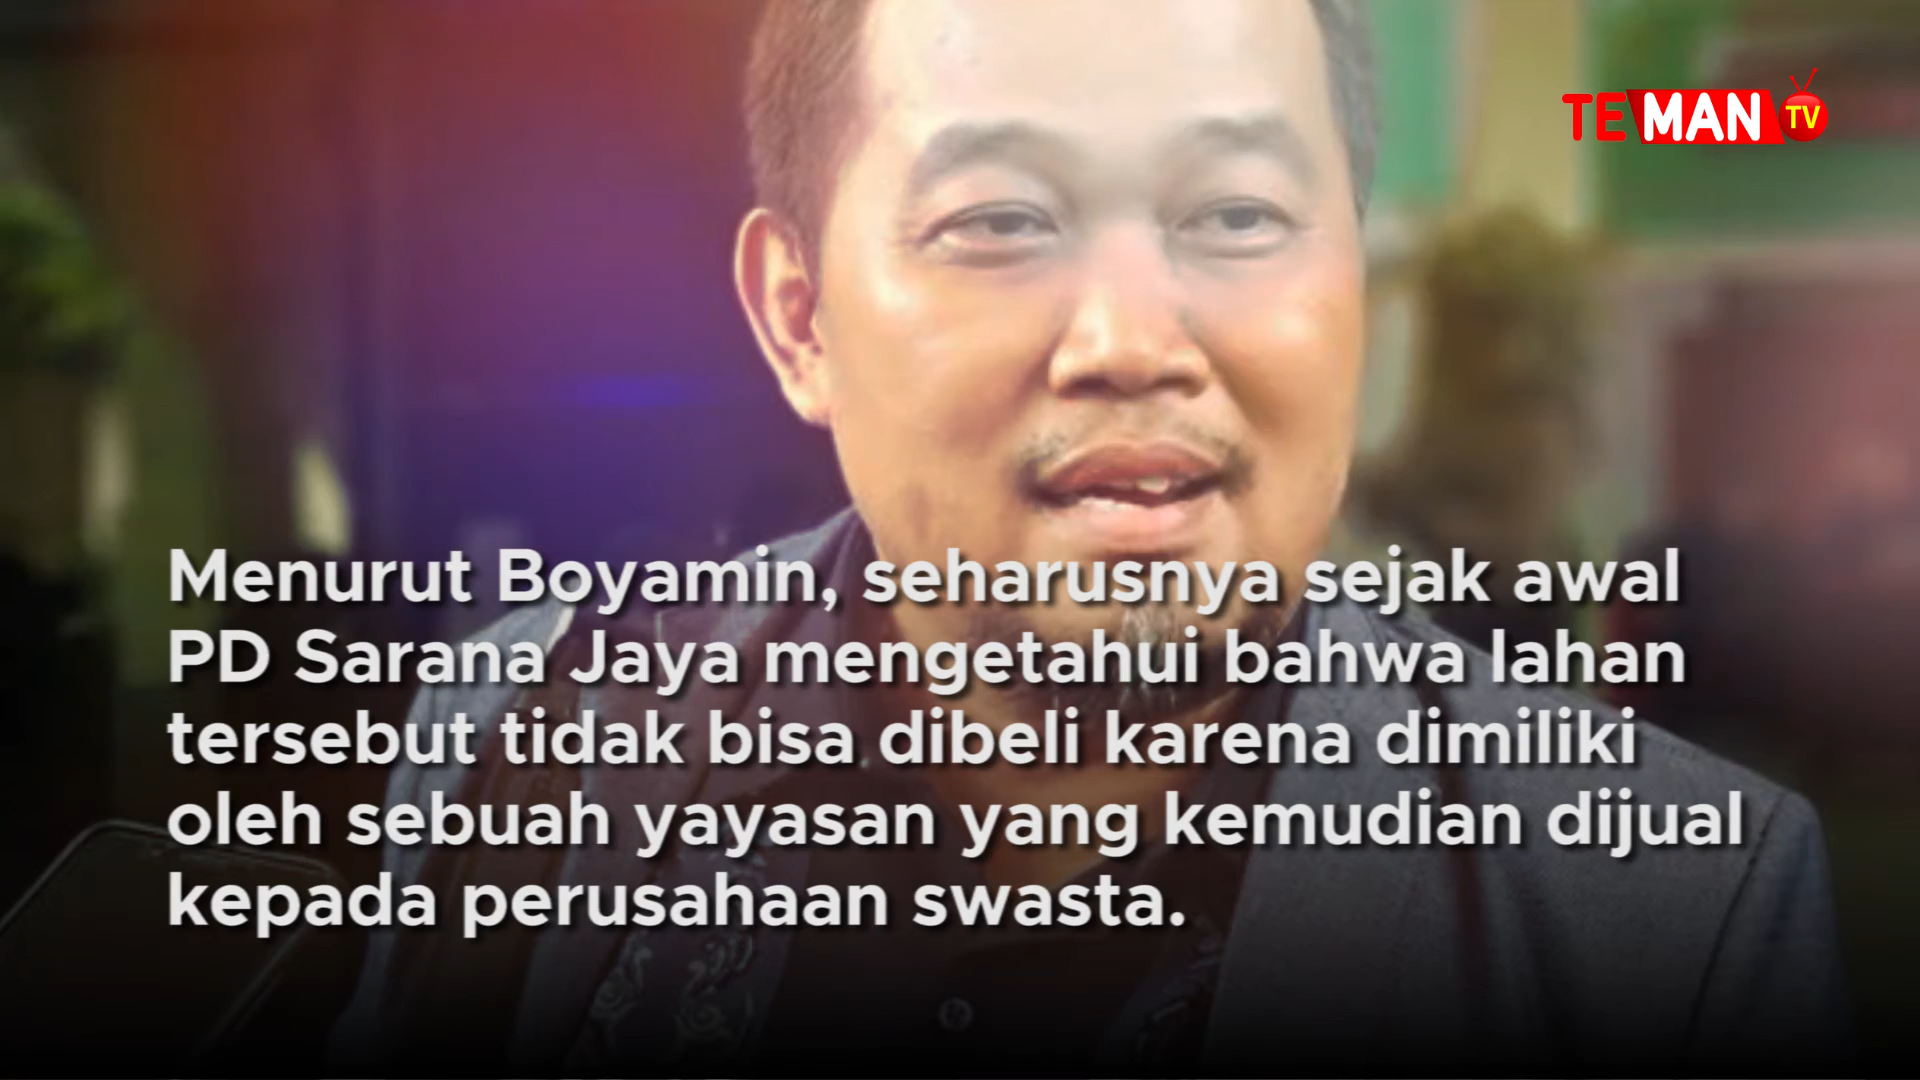 TEMAN TV
Menurut Boyamin, seharusnya sejak awal
PD Sarana Jaya mengetahui bahwa lahan
tersebut tidak bisa dibeli karena dimiliki
oleh sebuah yayasan yang kemudian dijual
kepada perusahaan swasta.